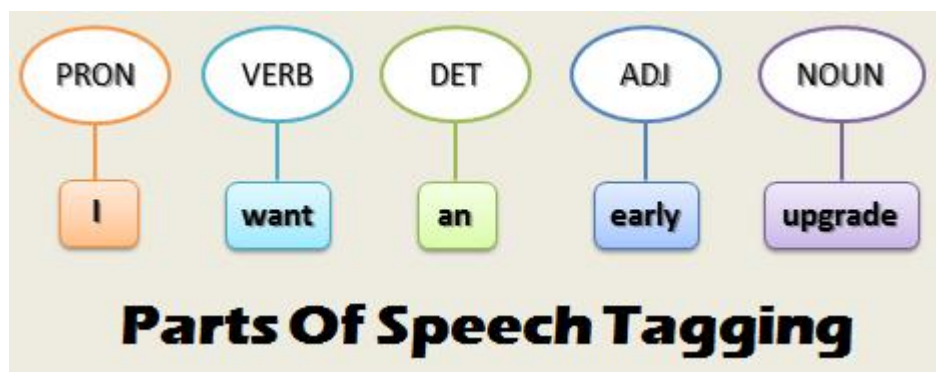 PRON VERB DET ADJ NOUN
I want an early upgrade
Parts Of Speech Tagging